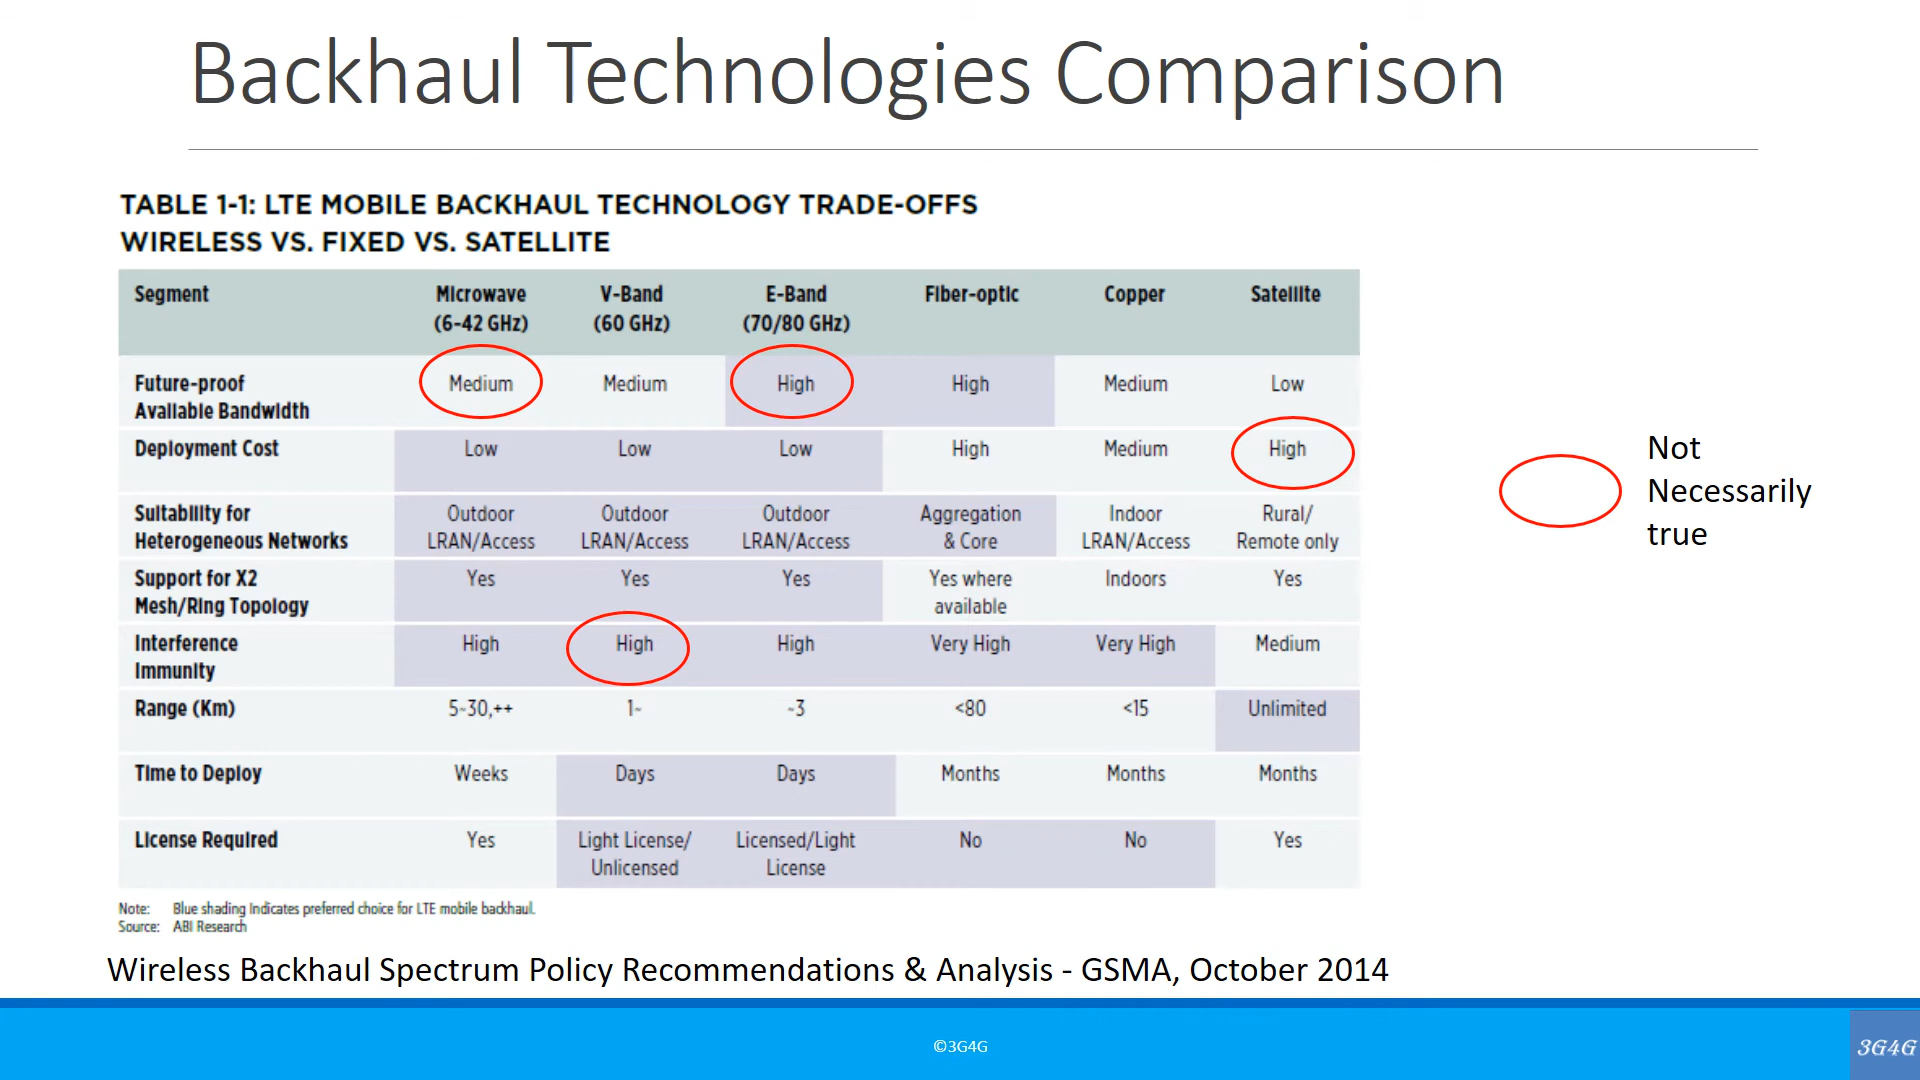 Backhaul Technologies Comparison
TABLE 1-1: LTE MOBILE BACKHAUL TECHNOLOGY TRADE-OFFS
WIRELESS VS. FIXED VS. SATELLITE
Segment Microwave (6-42 GHz) V-Band (60 GHz) E-Band (70/80 GHz) Fiber-optic Copper Satellite
Future-proof Available Bandwidth Medium Medium High High Medium Low
Deployment Cost Low Low Low High Medium High
Suitability for Heterogeneous Networks Outdoor LRAN/Access Outdoor LRAN/Access Outdoor LRAN/Access Aggregation & Core Indoor LRAN/Access Rural/ Remote only
Support for X2 Mesh/Ring Topology Yes Yes Yes Yes where available Indoors Yes
Interference Immunity High High High Very High Very High Medium
Range (Km) 5~30,++ 1~ ~3 <80 <15 Unlimited
Time to Deploy Weeks Days Days Months Months Months
License Required Yes Light License/ Unlicensed Licensed/Light License No No Yes
Note: Blue shading indicates preferred choice for LTE mobile backhaul.
Source: ABI Research
Not
Necessarily
true
Wireless Backhaul Spectrum Policy Recommendations & Analysis - GSMA, October 2014
©3G4G
3G4G